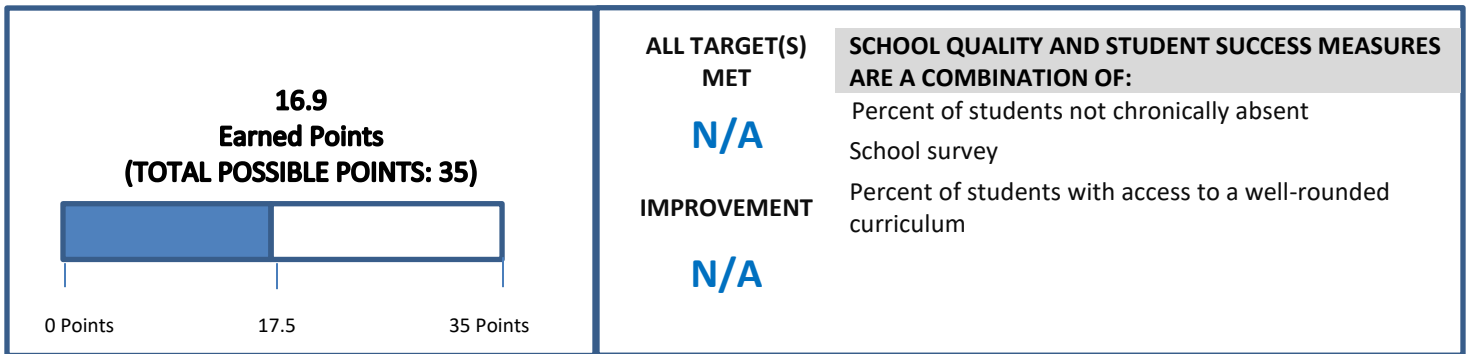 16.9
Earned Points
(TOTAL POSSIBLE POINTS: 35)
0 Points
17.5
35 Points
ALL TARGET(S)
MET
N/A
IMPROVEMENT
N/A
SCHOOL QUALITY AND STUDENT SUCCESS MEASURES
ARE A COMBINATION OF:
Percent of students not chronically absent
School survey
Percent of students with access to a well-rounded
curriculum